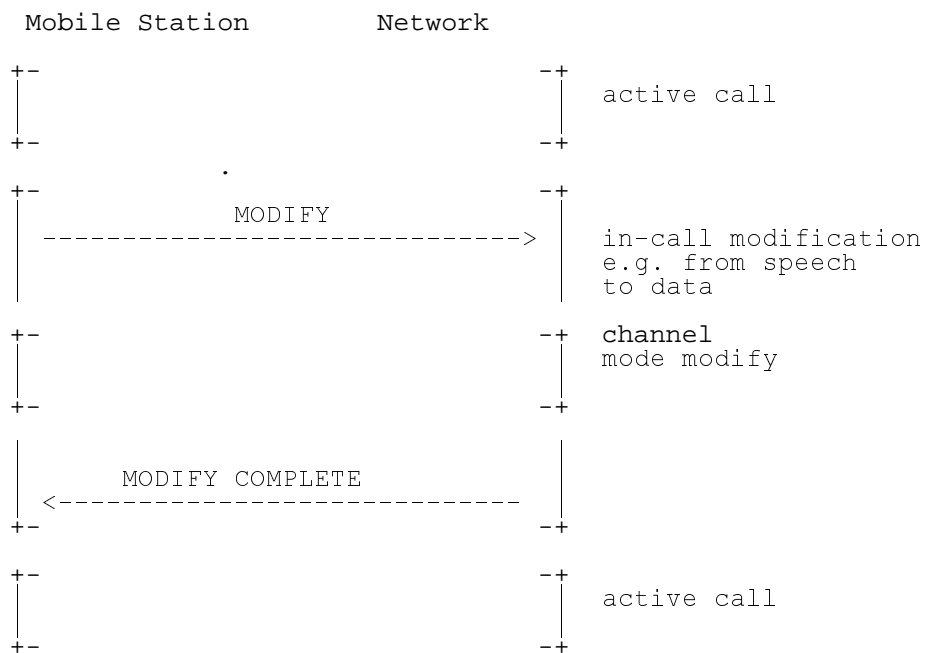 Mobile Station Network
+- -+
active call
+- -+
.
+- -+
MODIFY
------------------------------> in-call modification
e.g. from speech
to data
+- -+ channel
mode modify
+- -+
MODIFY COMPLETE
<-----------------------------
+- -+
+- -+
active call
+- -+